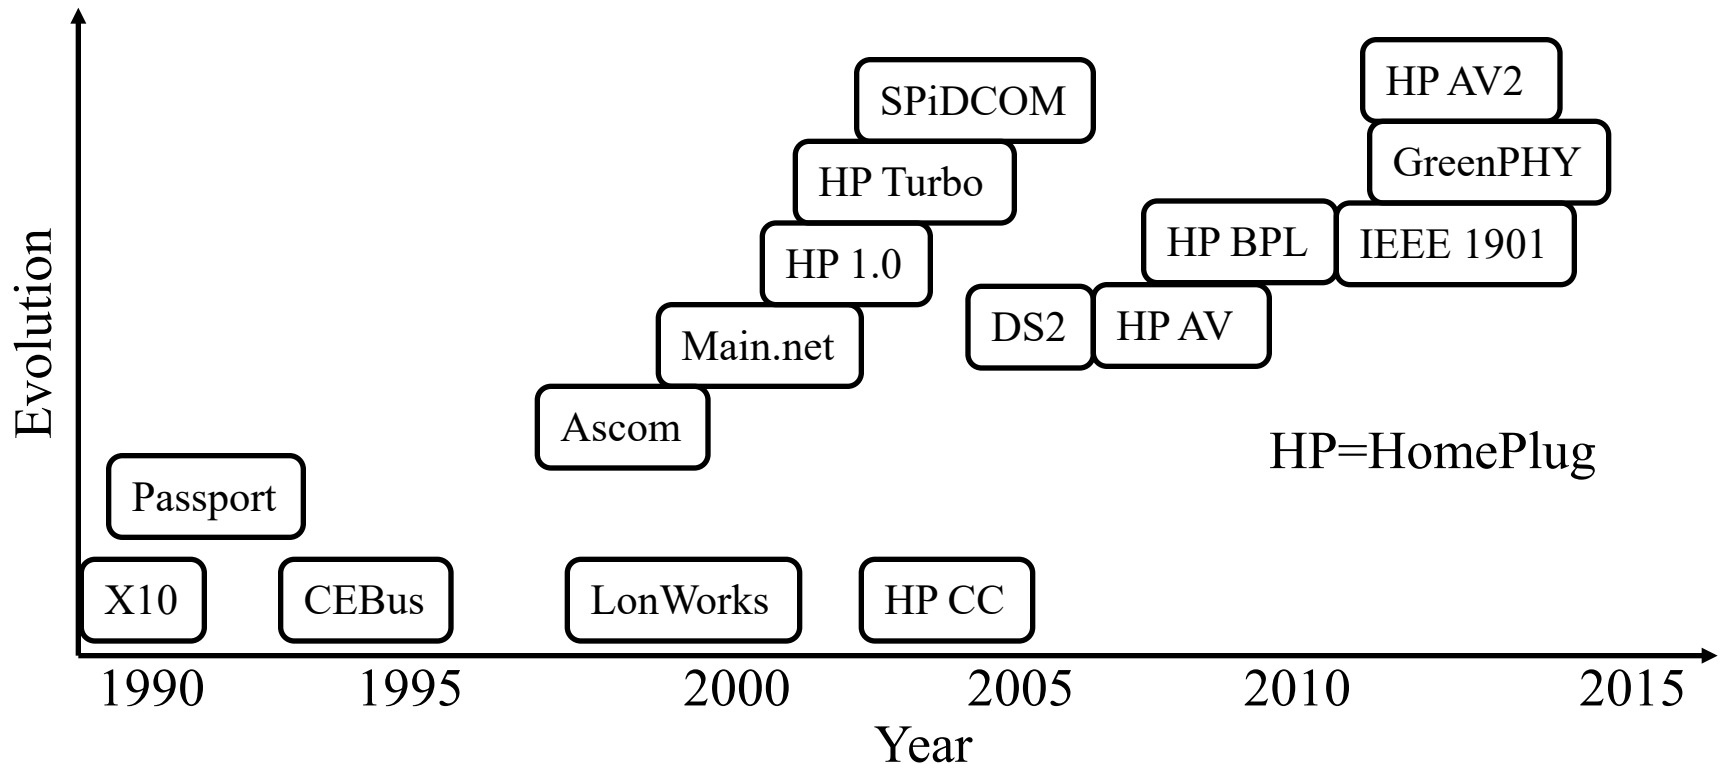 HP AV2
SPiDCOM
GreenPHY
HP Turbo
HP BPL
IEEE 1901
HP 1.0
DS2
HP AV
Main.net
Evolution
Ascom
HP=HomePlug
Passport
X10
CEBus
LonWorks
HP CC
1990 1995 2000 2005 2010 2015
Year